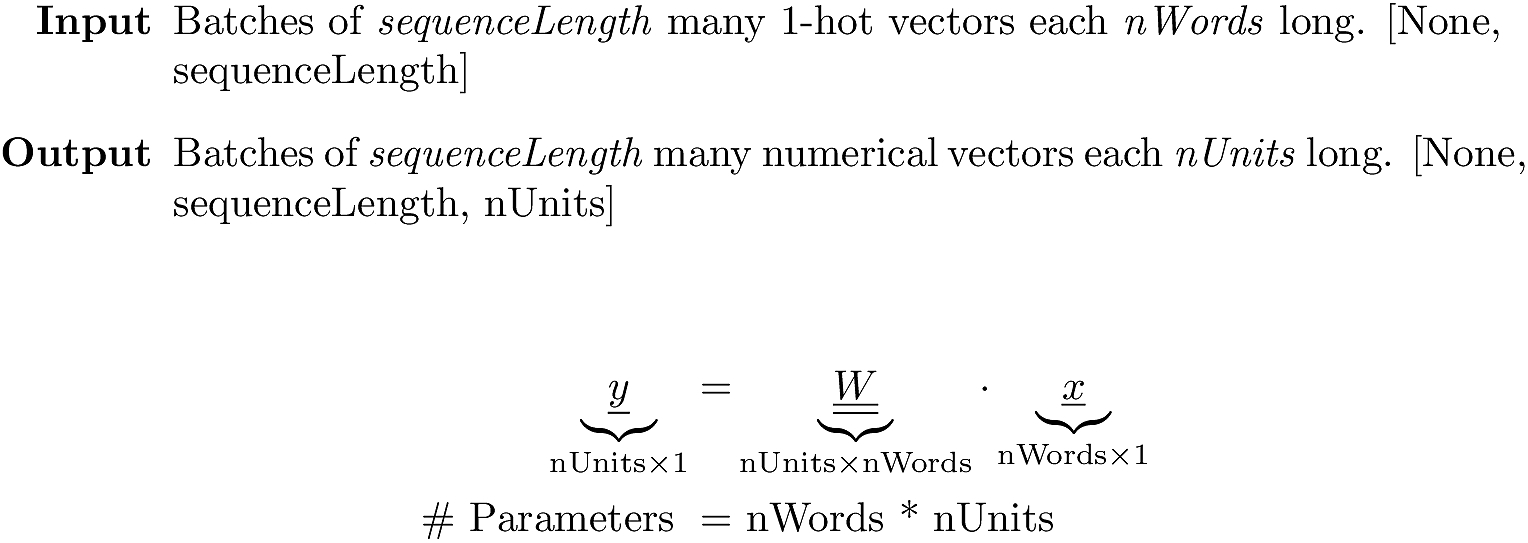 Input Batches of sequenceLength many 1-hot vectors each nWords long. [None,
sequenceLength]
Output Batches of sequenceLength many numerical vectors each nUnits long. [None,
sequenceLength, nUnits]
y = W · x
nUnits×1 nUnits×nWords nWords×1
# Parameters = nWords * nUnits